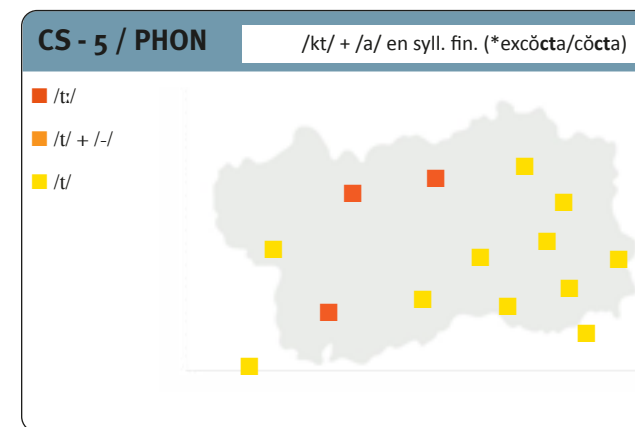 CS - 5 / PHON
/kt/ + /a/ en syll. fin. (*excŏcta/cŏcta)
/tː/
/t/ + /-/
/t/